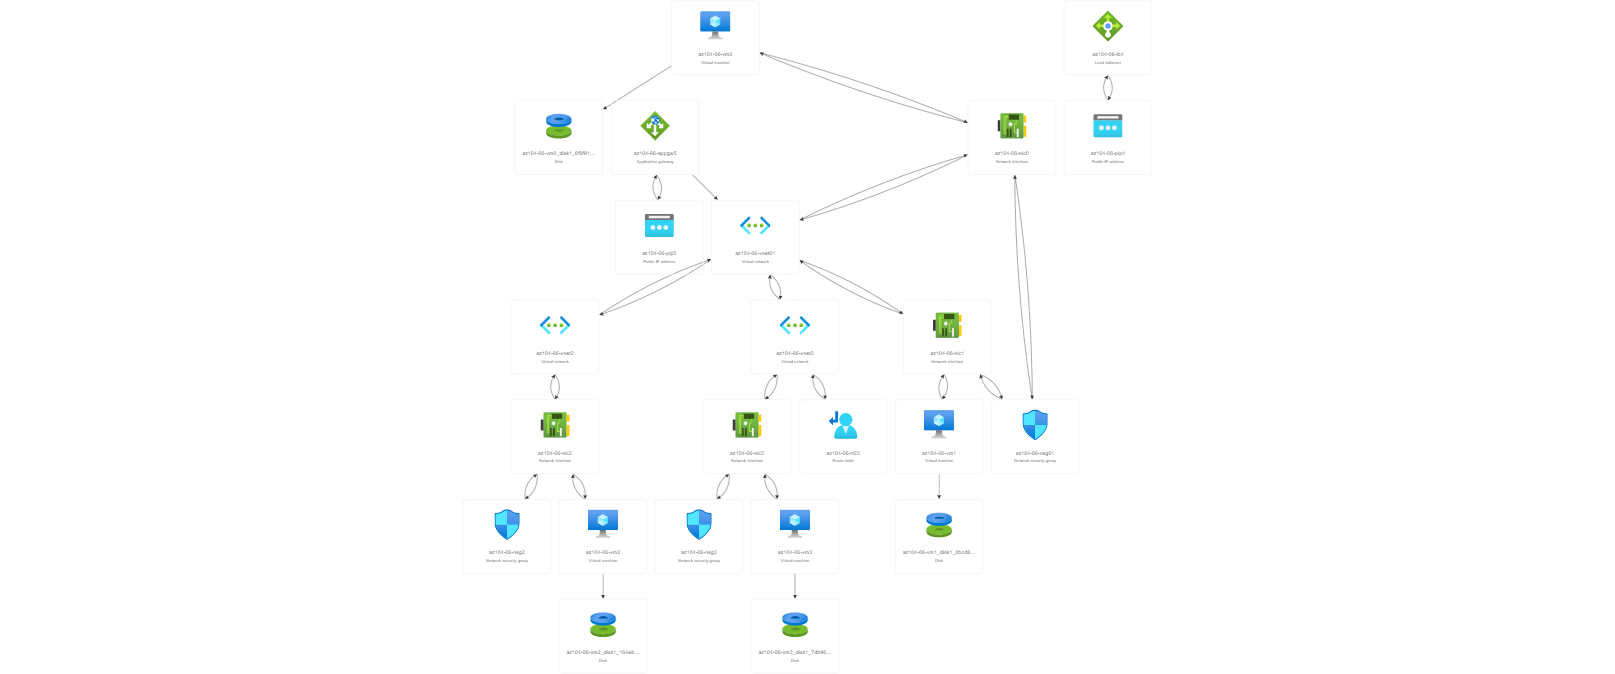 az104-06-vm0
Virtual machine
az104-06-lb4
Load balancer
az104-06-vm0_disk1_6f9f91...
Disk
az104-06-appgw5
Application gateway
az104-06-nic0
Network interface
az104-06-pip4
Public IP address
az104-06-pip5
Public IP address
az104-06-vnet01
Virtual network
az104-06-vnet2
Virtual network
az104-06-vnet3
Virtual network
az104-06-nic1
Network interface
az104-06-nic2
Network interface
az104-06-nic3
Network interface
az104-06-rt23
Route table
az104-06-vm1
Virtual machine
az104-06-nsg01
Network security group
az104-06-nsg2
Network security group
az104-06-vm2
Virtual machine
az104-06-nsg3
Network security group
az104-06-vm3
Virtual machine
az104-06-vm1_disk1_0bcd6...
Disk
az104-06-vm2_disk1_164eb...
Disk
az104-06-vm3_disk1_7db96...
Disk